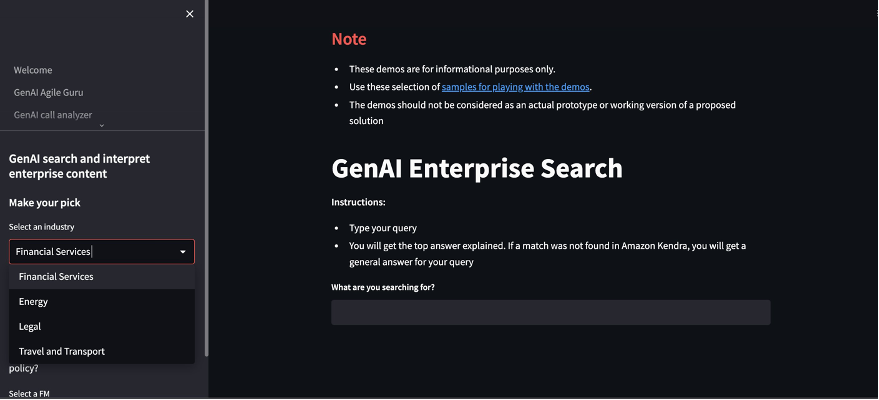 Welcome
GenAI Agile Guru
GenAI call analyzer
GenAI search and interpret
enterprise content
Make your pick
Select an industry
Financial Services
Financial Services
Energy
Legal
Travel and Transport
policy?
Select a FM
Note
These demos are for informational purposes only.
Use these selection of samples for playing with the demos.
The demos should not be considered as an actual prototype or working version of a proposed
solution
GenAI Enterprise Search
Instructions:
Type your query
You will get the top answer explained. If a match was not found in Amazon Kendra, you will get a
general answer for your query
What are you searching for?